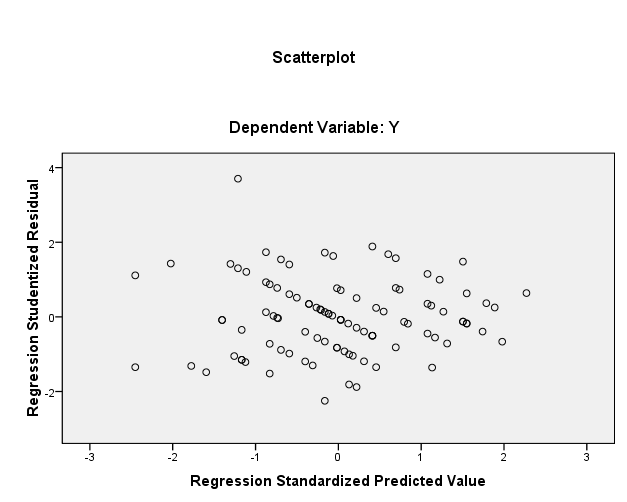 Scatterplot
Dependent Variable: Y
Regression Studentized Residual
4
2
0
-2
-3
-2
-1
0
1
2
3
Regression Standardized Predicted Value